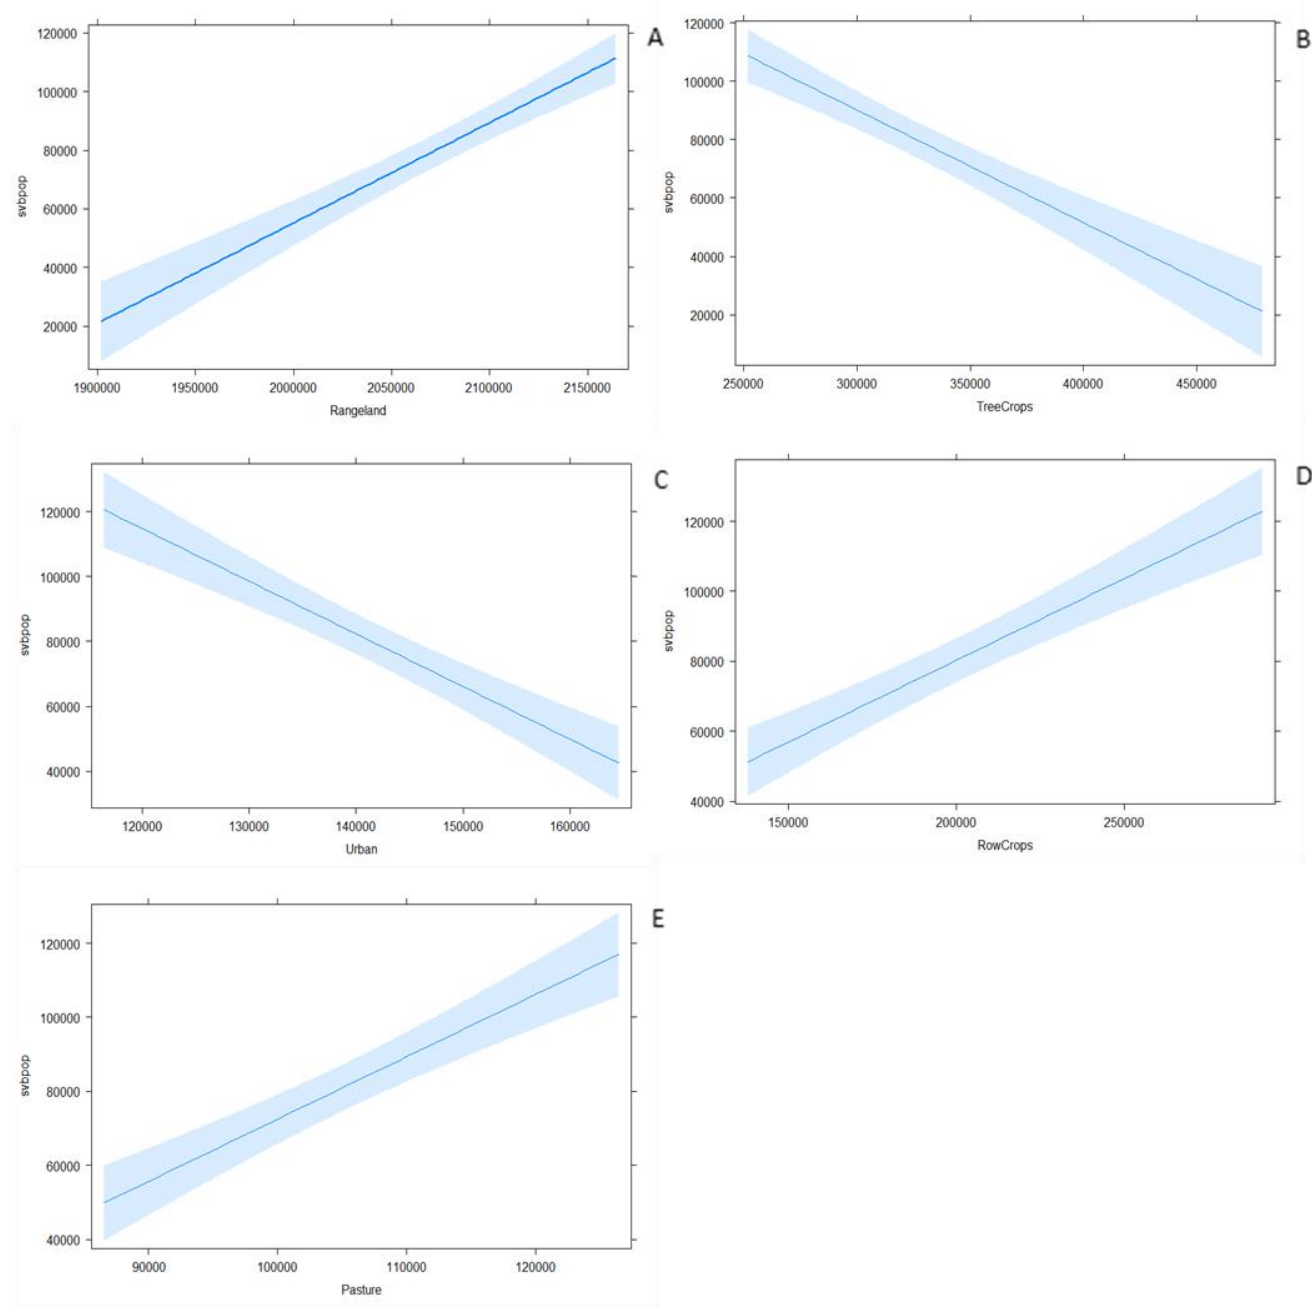 A
120000
100000
80000
60000
40000
20000
svbpop
1900000 1950000 2000000 2050000 2100000 2150000
Rangeland
B
120000
100000
80000
60000
40000
20000
svbpop
250000 300000 350000 400000 450000
TreeCrops
C
120000
100000
80000
60000
40000
svbpop
120000 130000 140000 150000 160000
Urban
D
120000
100000
80000
60000
40000
svbpop
150000 200000 250000
RowCrops
E
120000
100000
80000
60000
40000
svbpop
90000 100000 110000 120000
Pasture